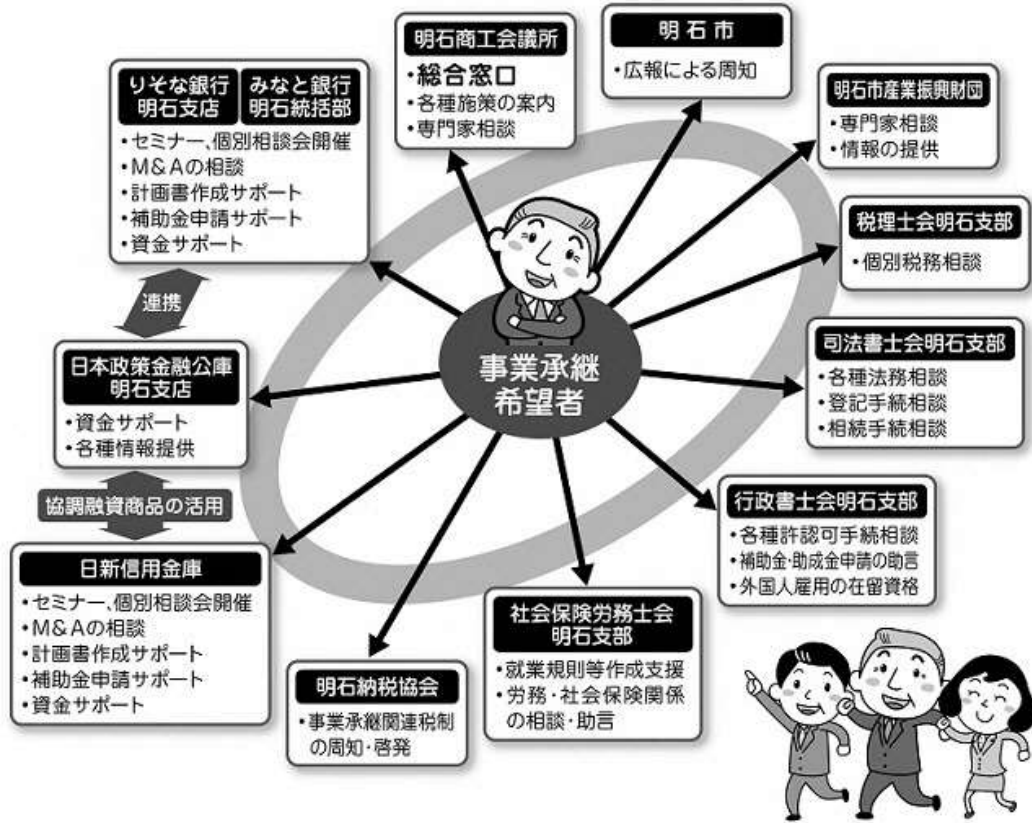 明石商工会議所
・総合窓口
・各種施策の案内
・専門家相談
明石市
・広報による周知
明石市産業振興財団
・専門家相談
・情報の提供
税理士会明石支部
・個別税務相談
司法書士会明石支部
・各種法務相談
・登記手続相談
・相続手続相談
行政書士会明石支部
・各種許認可手続相談
・補助金・助成金申請の助言
・外国人雇用の在留資格
社会保険労務士会
明石支部
・就業規則等作成支援
・労務・社会保険関係
の相談・助言
明石納税協会
・事業承継関連税制
の周知・啓発
日新信用金庫
・セミナー、個別相談会開催
・M&Aの相談
・計画書作成サポート
・補助金申請サポート
・資金サポート
協調融資商品の活用
日本政策金融公庫
明石支店
・資金サポート
・各種情報提供
連携
りそな銀行
明石支店
みなと銀行
明石統括部
・セミナー、個別相談会開催
・M&Aの相談
・計画書作成サポート
・補助金申請サポート
・資金サポート
事業承継
希望者